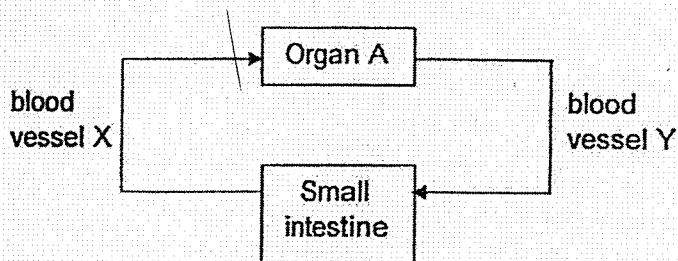 Organ A
blood
vessel X
blood
vessel Y
Small
intestine